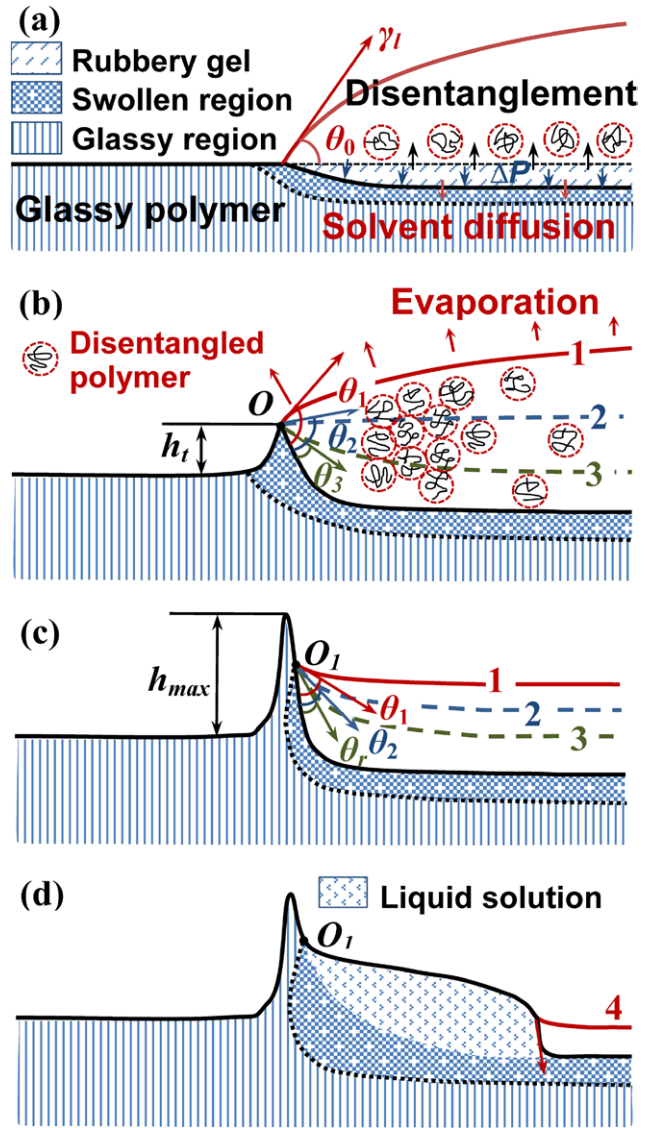 (a)
γl
Rubbery gel
Swollen region
Glassy region
Disentanglement
θ0
ΔP
Glassy polymer
Solvent diffusion
(b)
Evaporation
Disentangled
polymer
1
O
θ1
2
ht
θ2
θ3
3
(c)
O1
1
hmax
2
θ1
3
θ2
θr
(d)
Liquid solution
O1
4